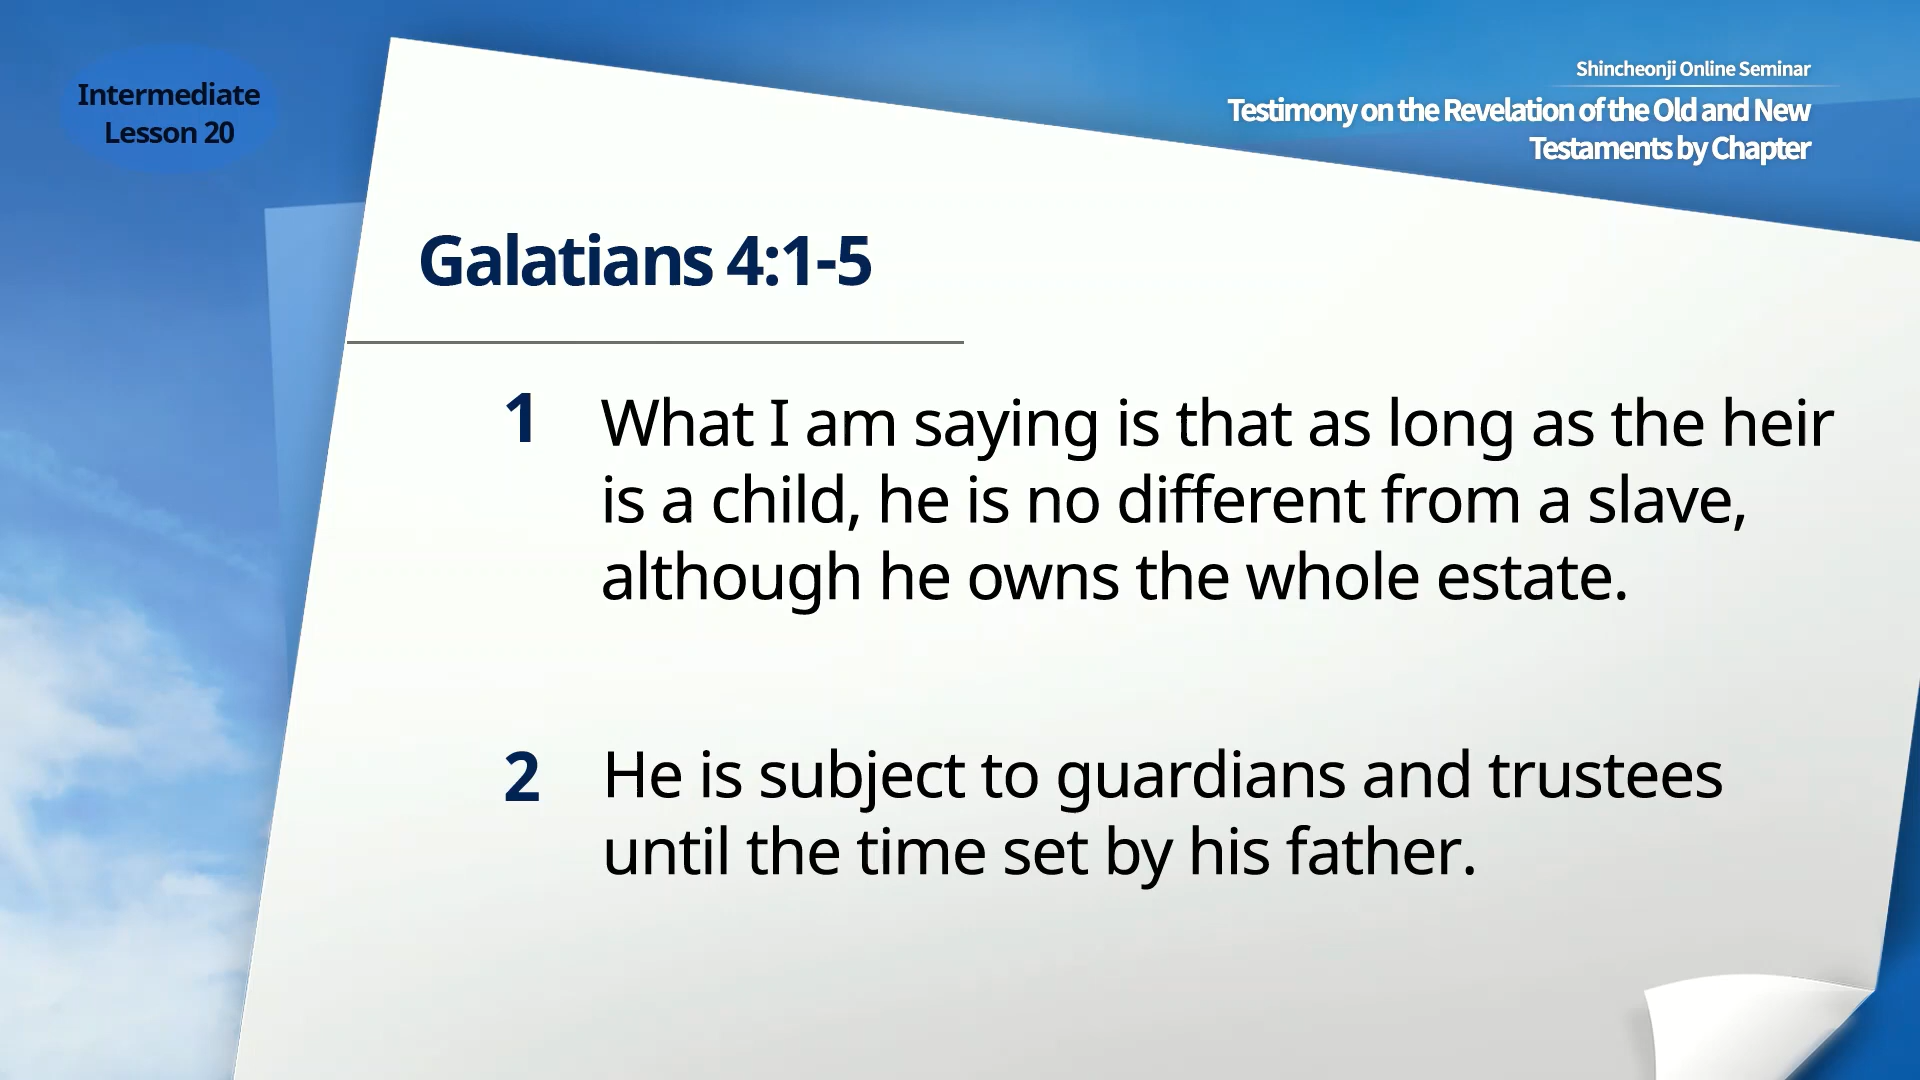 Intermediate
Lesson 20
Shincheonji Online Seminar
Testimony on the Revelation of the Old and New
Testaments by Chapter
Galatians 4:1-5
1 What I am saying is that as long as the heir
is a child, he is no different from a slave,
although he owns the whole estate.
2 He is subject to guardians and trustees
until the time set by his father.